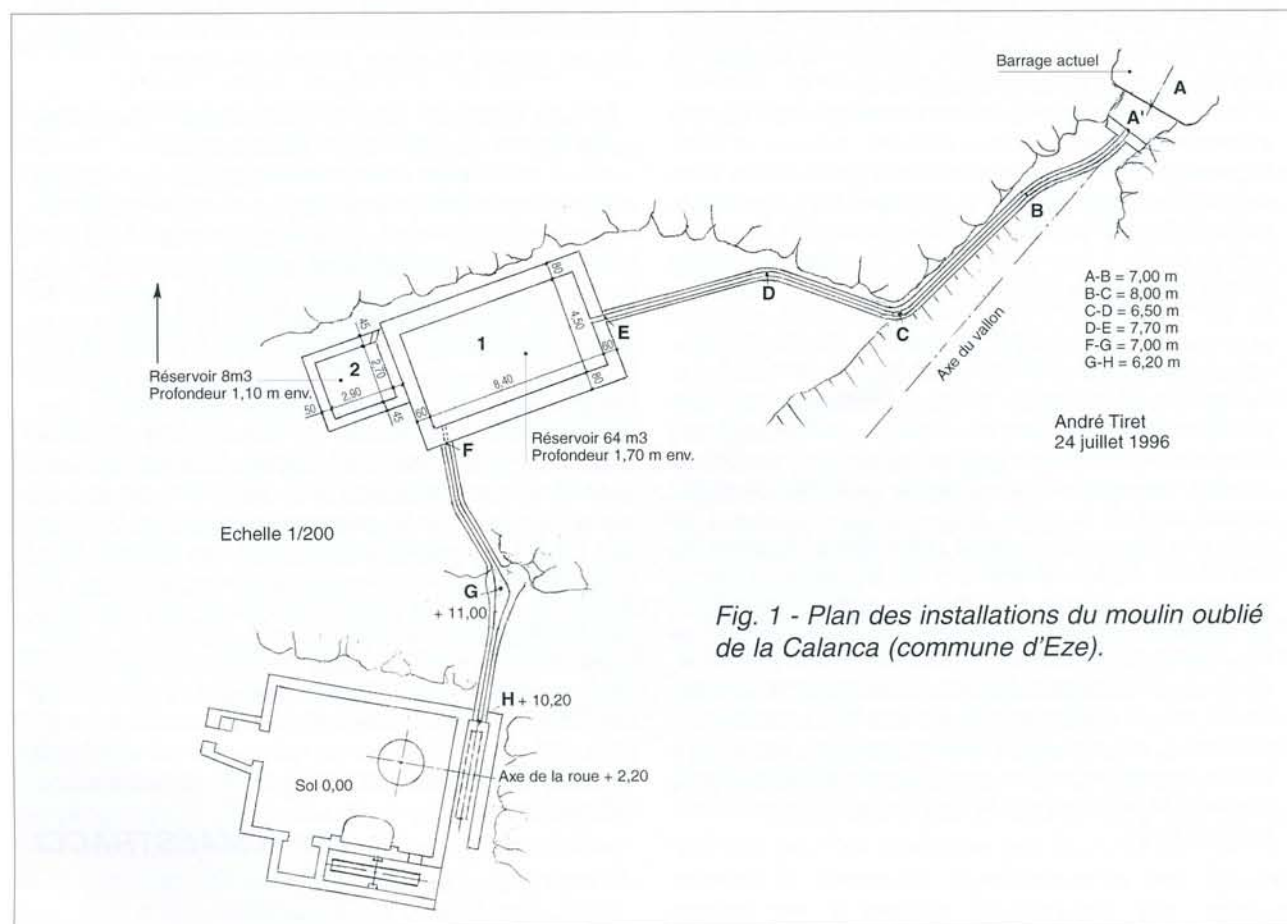 Barrage actuel
A
A'
B
A-B = 7,00 m
B-C = 8,00 m
C-D = 6,50 m
D-E = 7,70 m
F-G = 7,00 m
G-H = 6,20 m
Axe du vallon
C
D
E
80
4,50
60
80
8.40
60
1
45
2
2,70
2.90
50
45
Réservoir 8m3
Profondeur 1,10 m env.
Réservoir 64 m3
Profondeur 1,70 m env.
F
André Tiret
24 juillet 1996
Echelle 1/200
G
+ 11,00
Fig. 1 - Plan des installations du moulin oublié
de la Calanca (commune d'Eze).
H + 10,20
Axe de la roue + 2,20
Sol 0,00